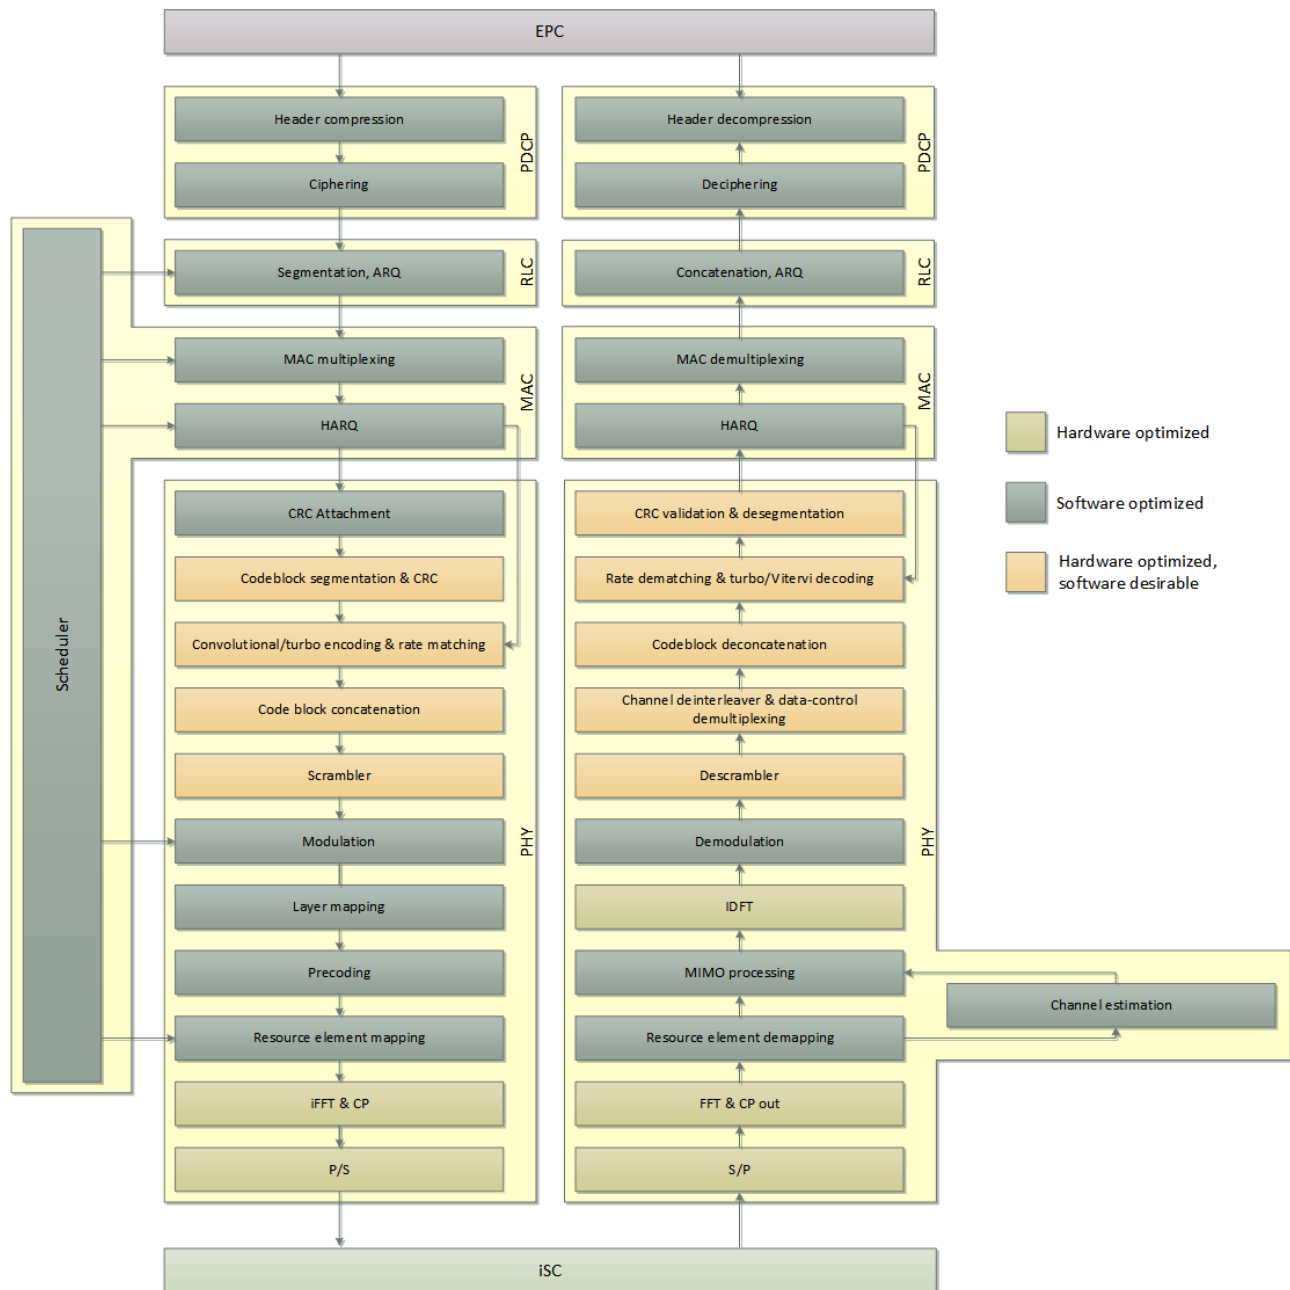 EPC
Header compression
Ciphering
PDCP
Header decompression
Deciphering
PDCP
Scheduler
Segmentation, ARQ
RLC
Concatenation, ARQ
RLC
MAC multiplexing
HARQ
MAC
MAC demultiplexing
HARQ
MAC
CRC Attachment
Codeblock segmentation & CRC
Convolutional/turbo encoding & rate matching
Code block concatenation
Scrambler
Modulation
Layer mapping
Precoding
Resource element mapping
iFFT & CP
P/S
PHY
CRC validation & desegmentation
Rate dematching & turbo/Vitervi decoding
Codeblock deconcatenation
Channel deinterleaver & data-control
demultiplexing
Descrambler
Demodulation
IDFT
MIMO processing
Resource element demapping
FFT & CP out
S/P
PHY
Channel estimation
iSC
Hardware optimized
Software optimized
Hardware optimized,
software desirable